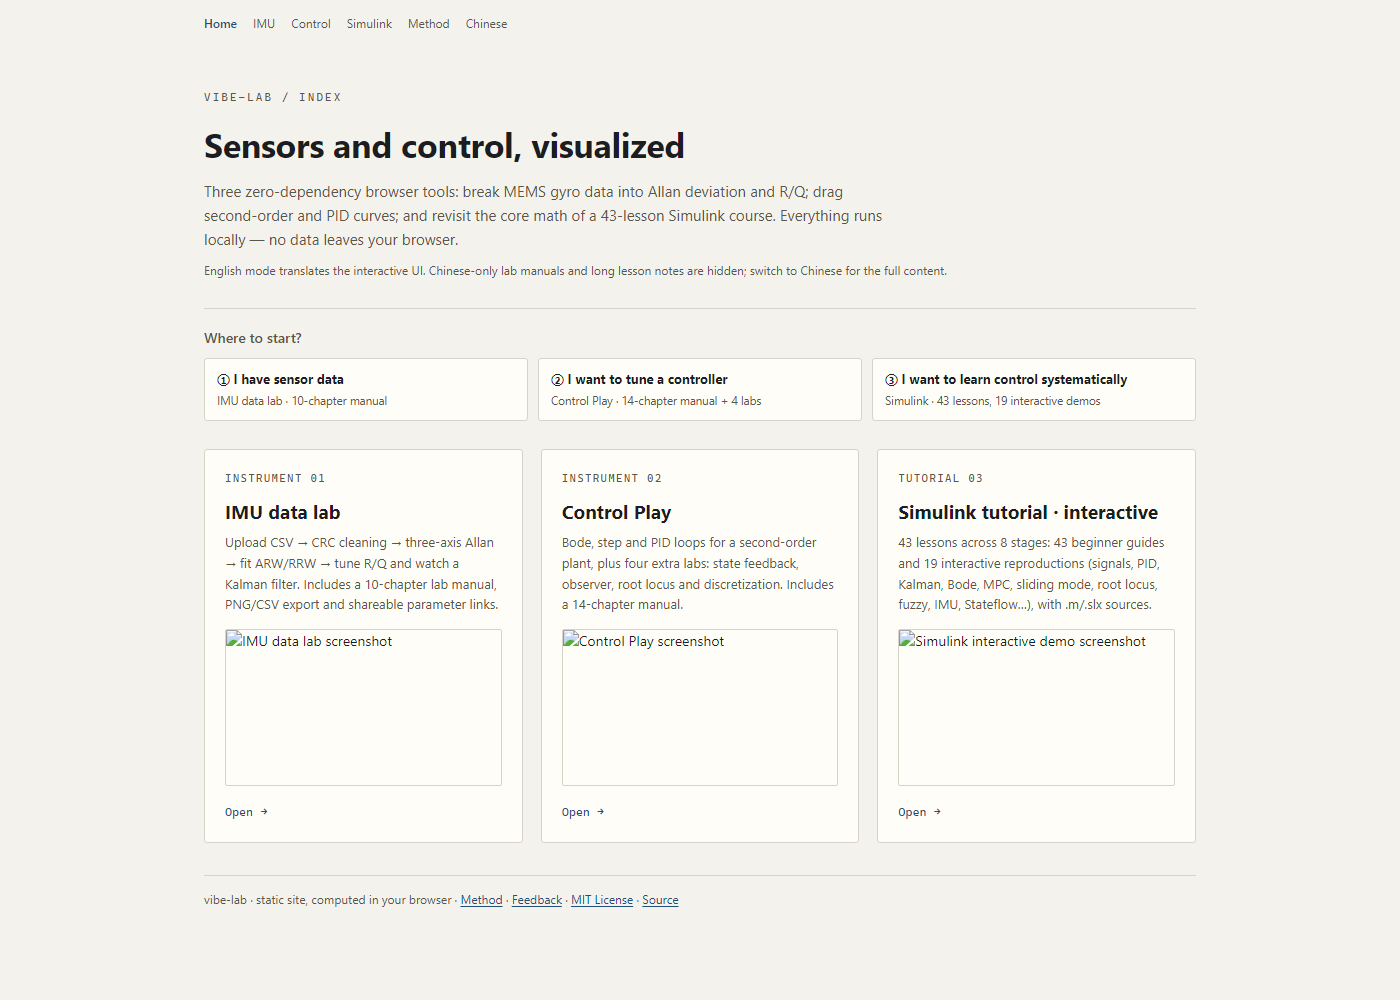 Home IMU Control Simulink Method Chinese
VIBE-LAB / INDEX
Sensors and control, visualized
Three zero-dependency browser tools: break MEMS gyro data into Allan deviation and R/Q; drag
second-order and PID curves; and revisit the core math of a 43-lesson Simulink course. Everything runs
locally — no data leaves your browser.
English mode translates the interactive UI. Chinese-only lab manuals and long lesson notes are hidden; switch to Chinese for the full content.
Where to start?
① I have sensor data
IMU data lab · 10-chapter manual
② I want to tune a controller
Control Play · 14-chapter manual + 4 labs
③ I want to learn control systematically
Simulink · 43 lessons, 19 interactive demos
INSTRUMENT 01
IMU data lab
Upload CSV → CRC cleaning → three-axis Allan
→ fit ARW/RRW → tune R/Q and watch a
Kalman filter. Includes a 10-chapter lab manual,
PNG/CSV export and shareable parameter links.
IMU data lab screenshot
Open →
INSTRUMENT 02
Control Play
Bode, step and PID loops for a second-order
plant, plus four extra labs: state feedback,
observer, root locus and discretization. Includes
a 14-chapter manual.
Control Play screenshot
Open →
TUTORIAL 03
Simulink tutorial · interactive
43 lessons across 8 stages: 43 beginner guides
and 19 interactive reproductions (signals, PID,
Kalman, Bode, MPC, sliding mode, root locus,
fuzzy, IMU, Stateflow…), with .m/.slx sources.
Simulink interactive demo screenshot
Open →
vibe-lab · static site, computed in your browser · Method · Feedback · MIT License · Source